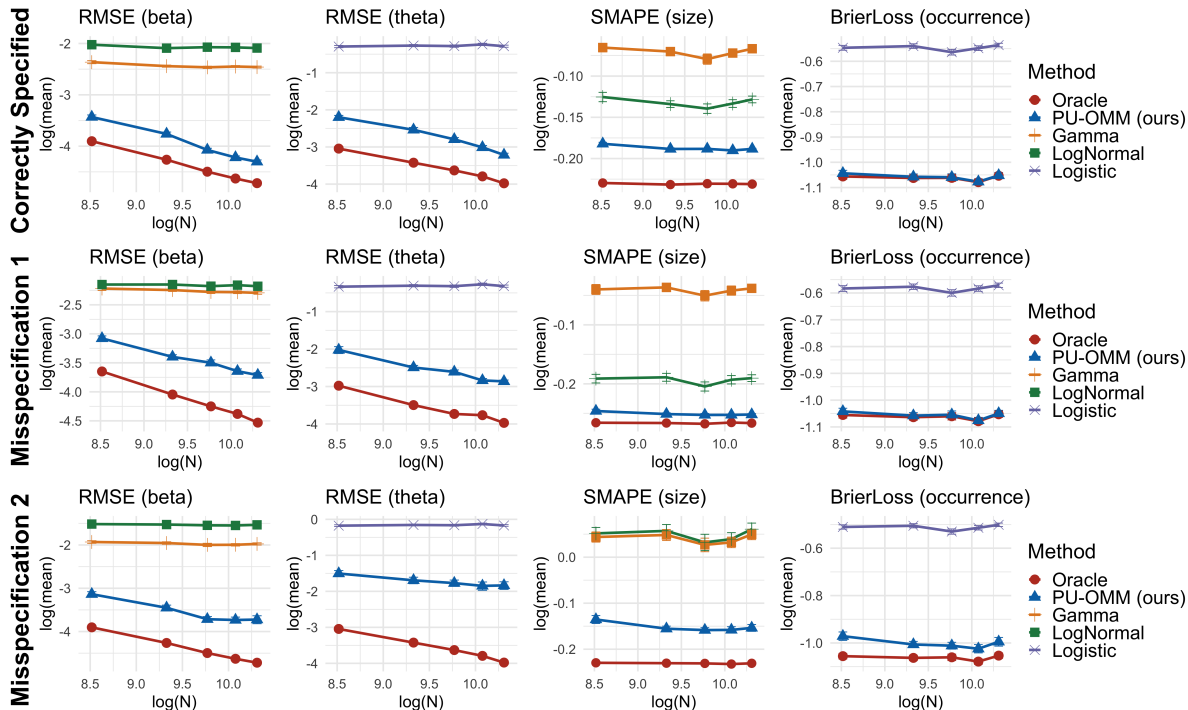 Correctly Specified
RMSE (beta)
log(mean)
-2
-3
-4
8.5 9.0 9.5 10.0
log(N)
RMSE (theta)
log(mean)
-1
-2
-3
-4
8.5 9.0 9.5 10.0
log(N)
SMAPE (size)
log(mean)
-0.10
-0.15
-0.20
8.5 9.0 9.5 10.0
log(N)
BrierLoss (occurrence)
log(mean)
-0.6
-0.7
-0.8
-0.9
-1.0
-1.1
8.5 9.0 9.5 10.0
log(N)
Method
Oracle
PU-OMM (ours)
Gamma
LogNormal
Logistic
Misspecification 1
RMSE (beta)
log(mean)
-2.5
-3.0
-3.5
-4.0
-4.5
8.5 9.0 9.5 10.0
log(N)
RMSE (theta)
log(mean)
-1
-2
-3
-4
8.5 9.0 9.5 10.0
log(N)
SMAPE (size)
log(mean)
-0.1
-0.2
8.5 9.0 9.5 10.0
log(N)
BrierLoss (occurrence)
log(mean)
-0.6
-0.7
-0.8
-0.9
-1.0
-1.1
8.5 9.0 9.5 10.0
log(N)
Method
Oracle
PU-OMM (ours)
Gamma
LogNormal
Logistic
Misspecification 2
RMSE (beta)
log(mean)
-2
-3
-4
8.5 9.0 9.5 10.0
log(N)
RMSE (theta)
log(mean)
0
-1
-2
-3
-4
8.5 9.0 9.5 10.0
log(N)
SMAPE (size)
log(mean)
0.0
-0.1
-0.2
8.5 9.0 9.5 10.0
log(N)
BrierLoss (occurrence)
log(mean)
-0.6
-0.8
-1.0
8.5 9.0 9.5 10.0
log(N)
Method
Oracle
PU-OMM (ours)
Gamma
LogNormal
Logistic